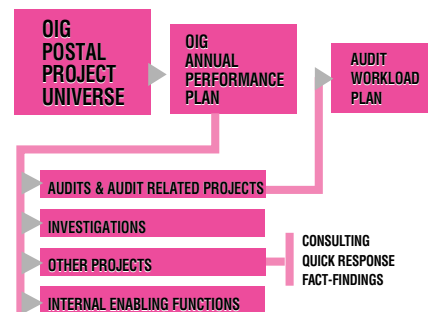 OIG
POSTAL
PROJECT
UNIVERSE
OIG
ANNUAL
PERFORMANCE
PLAN
AUDIT
WORKLOAD
PLAN
AUDITS & AUDIT RELATED PROJECTS
INVESTIGATIONS
OTHER PROJECTS
CONSULTING
QUICK RESPONSE
FACT-FINDINGS
INTERNAL ENABLING FUNCTIONS